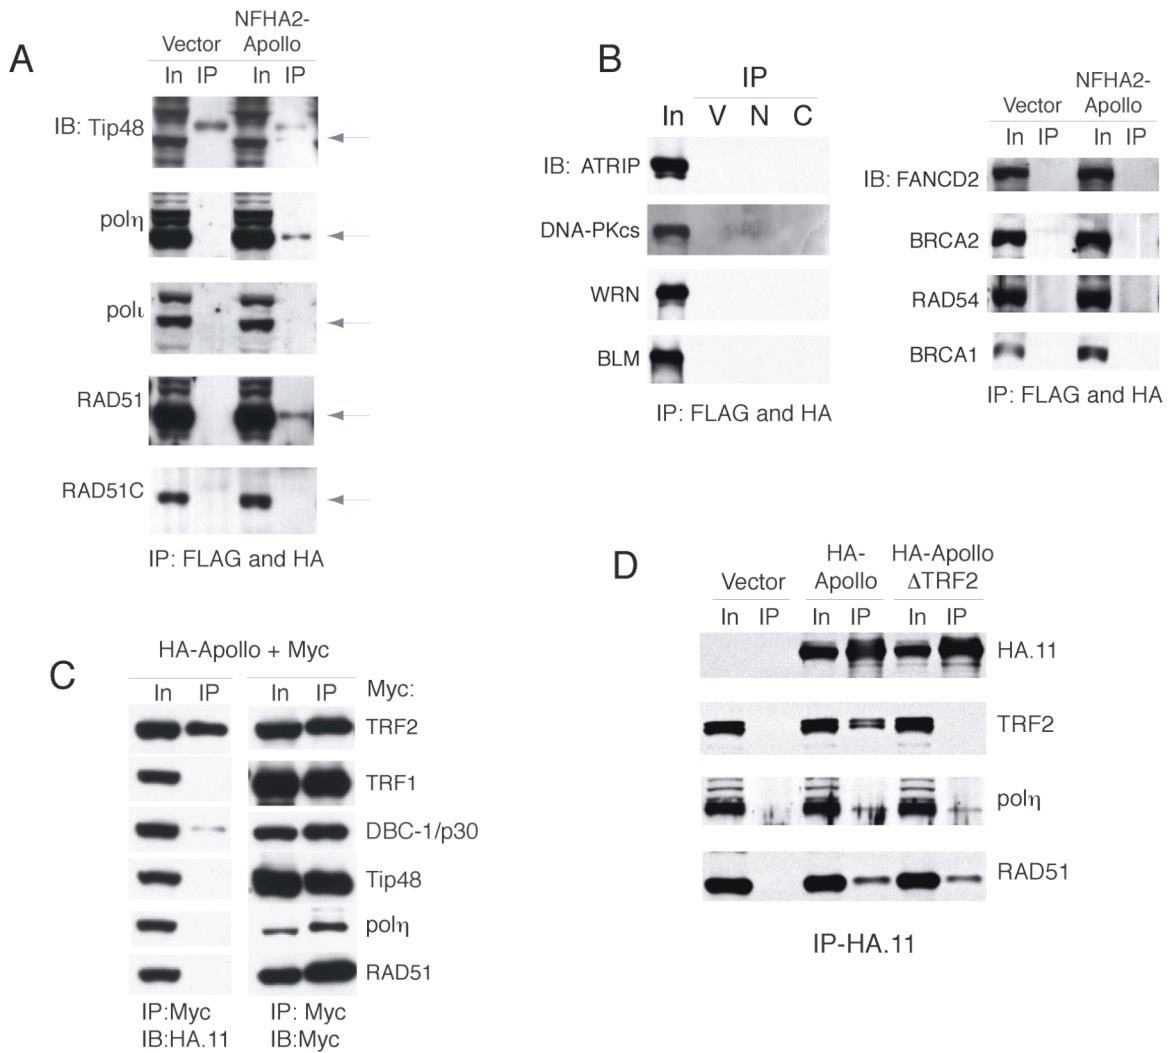 A
Vector
NFHA2-
Apollo
In IP In IP
IB: Tip48
polη
polι
RAD51
RAD51C
IP: FLAG and HA
B
IP
In V N C
IB: ATRIP
DNA-PKcs
WRN
BLM
IP: FLAG and HA
Vector
NFHA2-
Apollo
In IP In IP
IB: FANCD2
BRCA2
RAD54
BRCA1
IP: FLAG and HA
C
HA-Apollo + Myc
In IP In IP Myc:
TRF2
TRF1
DBC-1/p30
Tip48
polη
RAD51
IP:Myc
IB:HA.11
IP: Myc
IB:Myc
D
Vector
HA-
Apollo
HA-Apollo
ΔTRF2
In IP In IP In IP
HA.11
TRF2
polη
RAD51
IP-HA.11